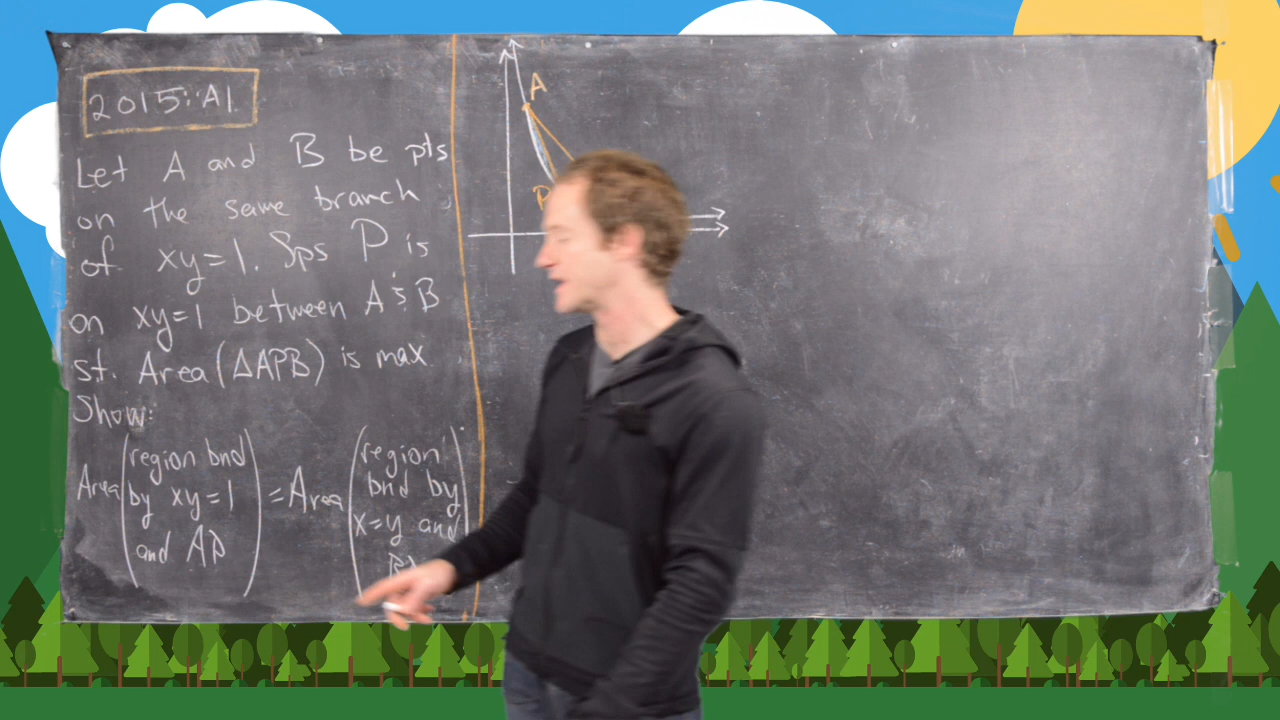 2015: A1
Let A and B be pts
on the same branch
of xy=1. Sps P is
on xy=1 between A & B
st. Area(ΔAPB) is max
Show:
Area(region bnd by xy=1 and AP) = Area(region bnd by x=y and
A
P